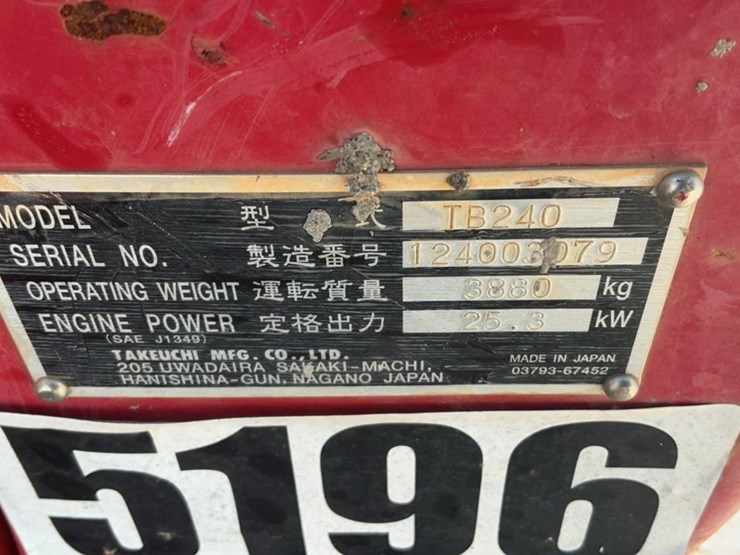 MODEL 型 式 TB240
SERIAL NO. 製造番号 124003079
OPERATING WEIGHT 運転質量 3880 kg
ENGINE POWER 定格出力 25.3 kW
(SAE J1349)
TAKEUCHI MFG. CO., LTD.
205 UWADAIRA, SAKAKI-MACHI,
HANISHINA-GUN, NAGANO JAPAN
MADE IN JAPAN
03793-67452
5196